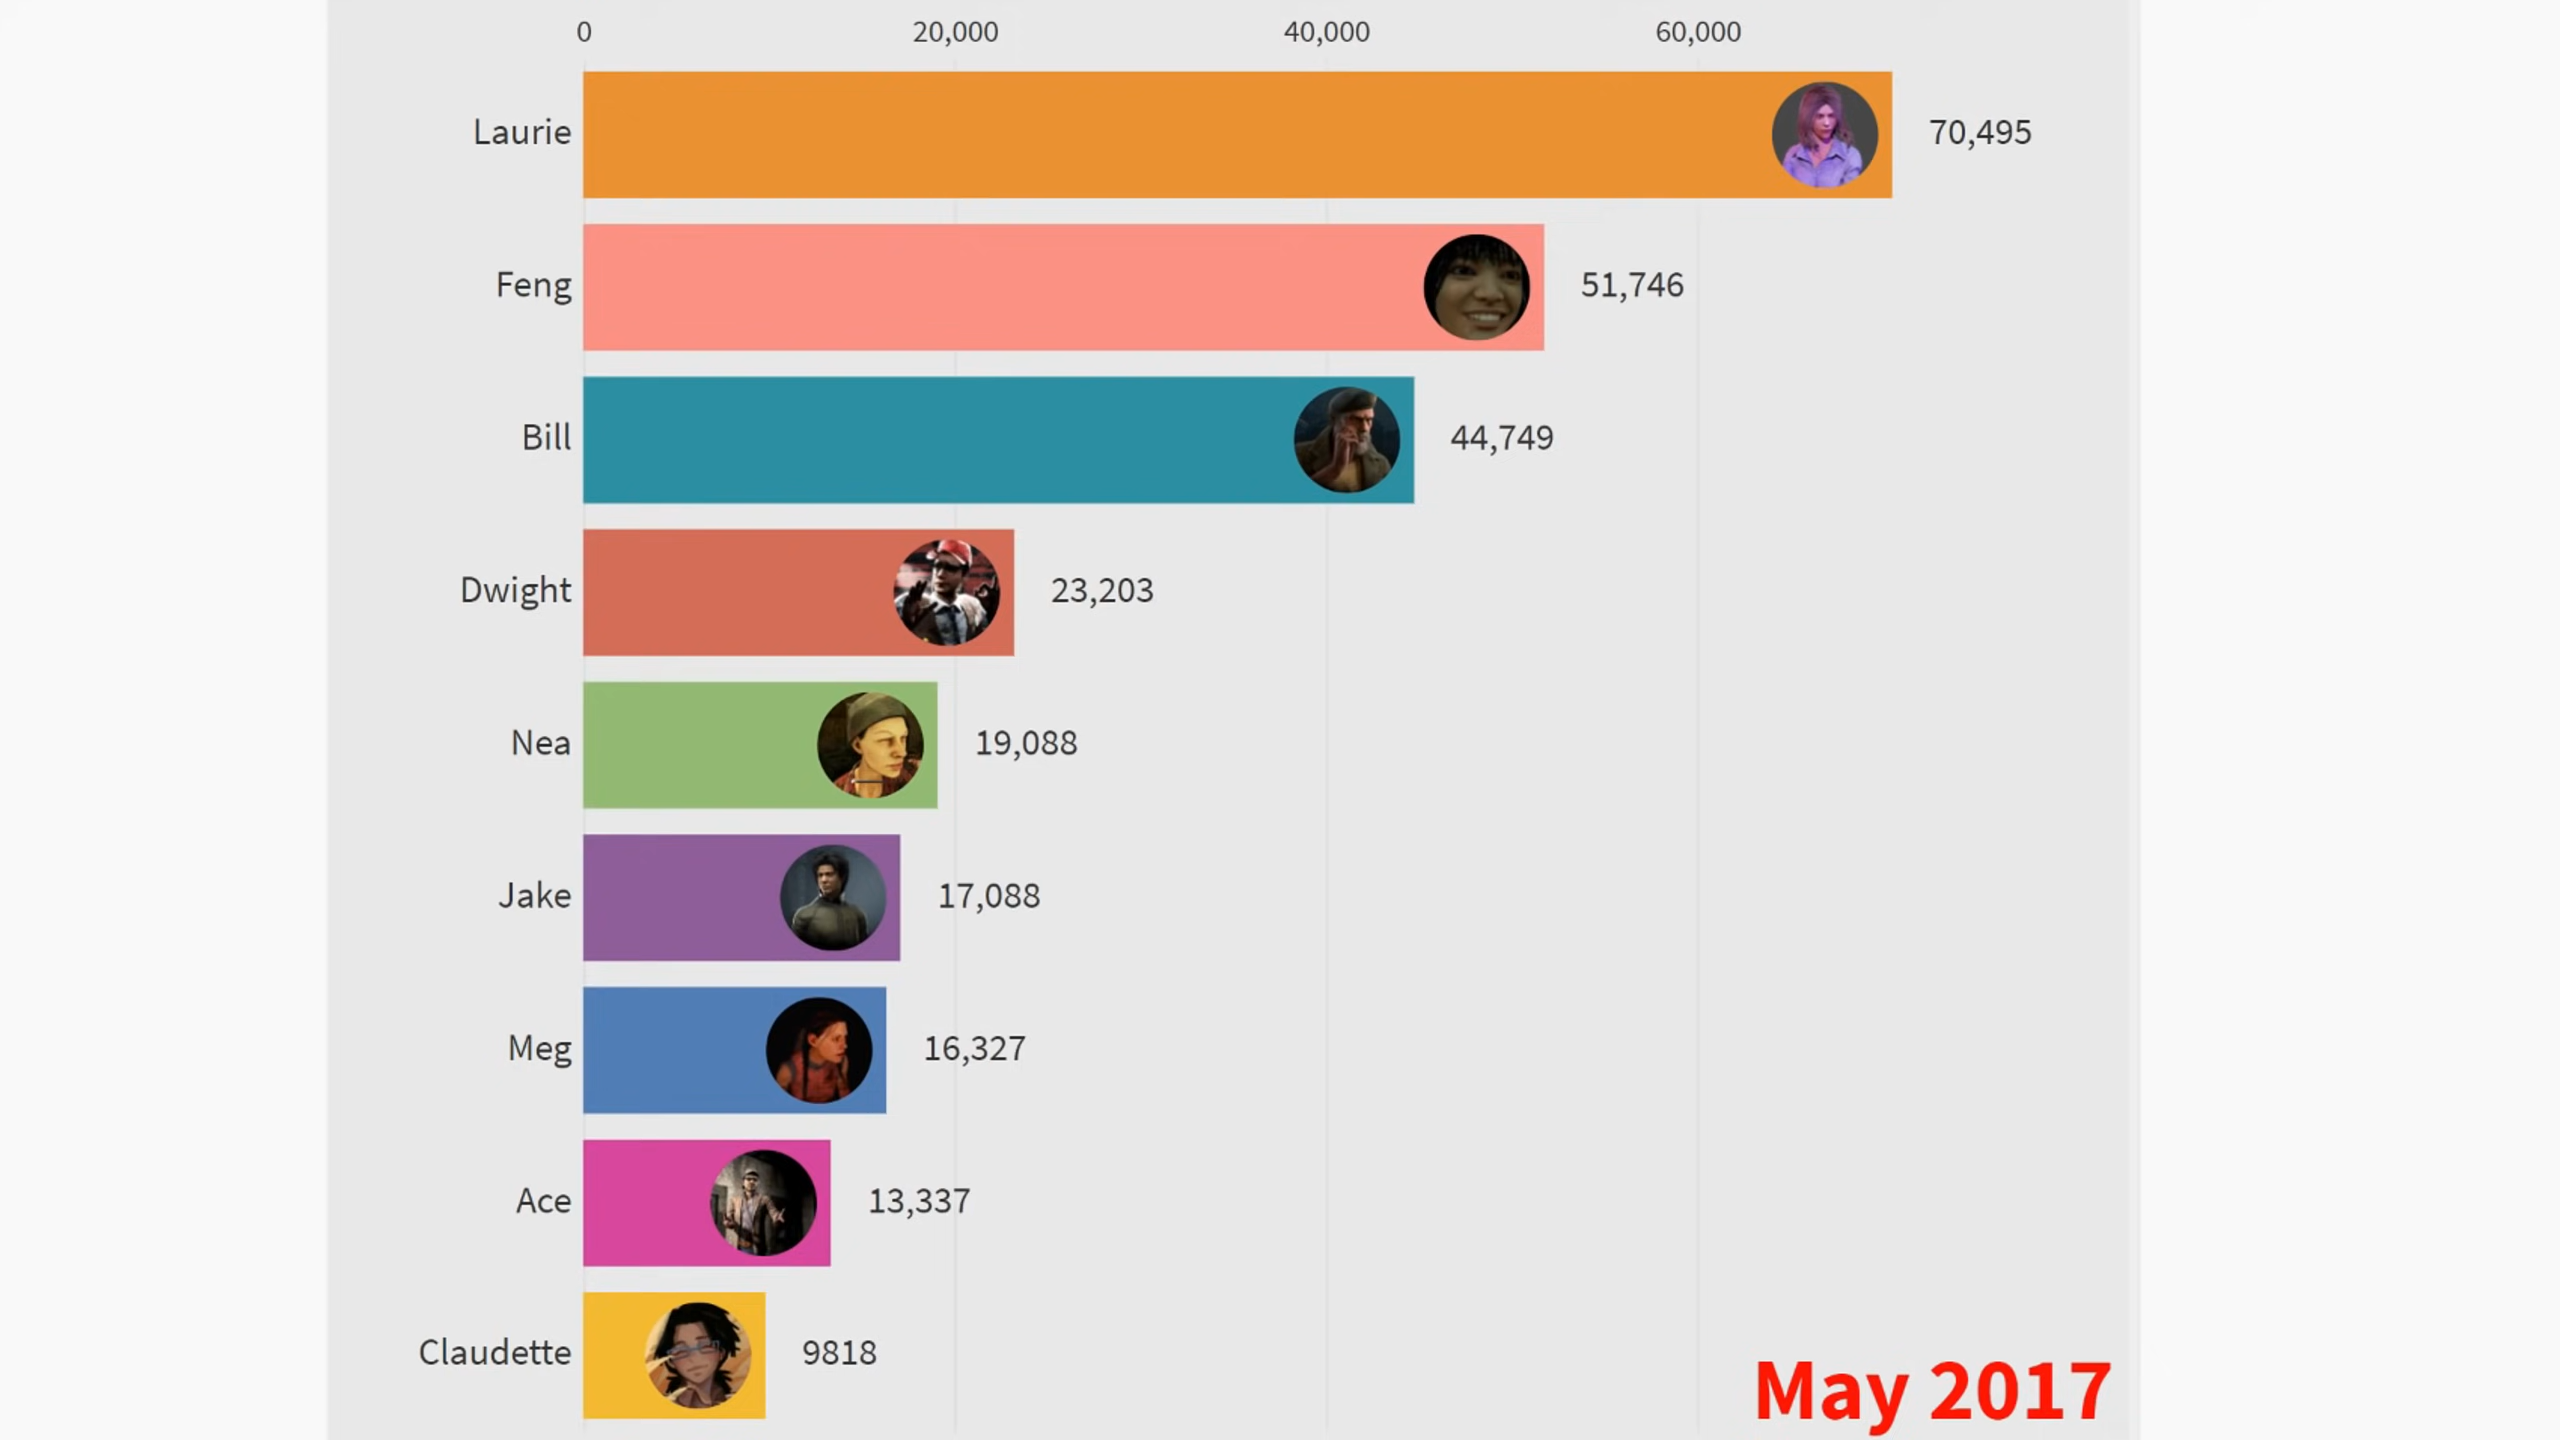 0 20,000 40,000 60,000
Laurie 70,495
Feng 51,746
Bill 44,749
Dwight 23,203
Nea 19,088
Jake 17,088
Meg 16,327
Ace 13,337
Claudette 9818
May 2017